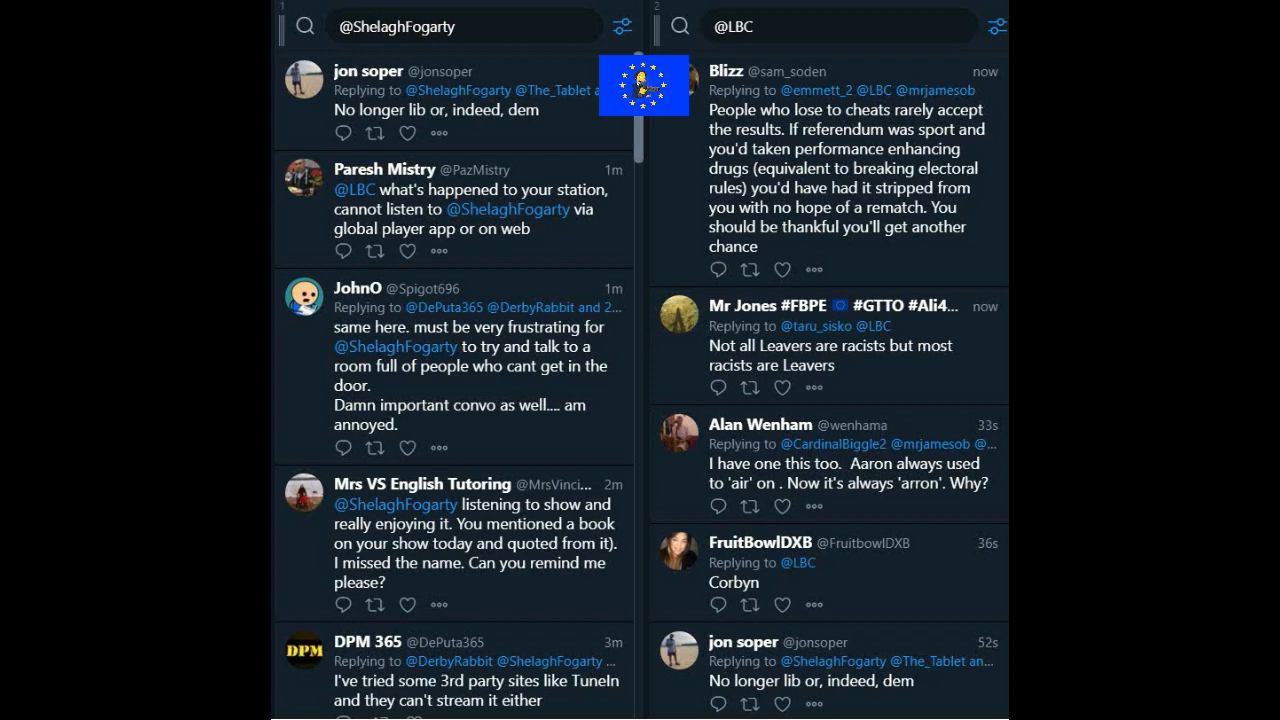 1
@ShelaghFogarty
jon soper @jonsoper
Replying to @ShelaghFogarty @The_Tablet a
No longer lib or, indeed, dem
Paresh Mistry @PazMistry 1m
@LBC what's happened to your station,
cannot listen to @ShelaghFogarty via
global player app or on web
JohnO @Spigot696 1m
Replying to @DePuta365 @DerbyRabbit and 2...
same here. must be very frustrating for
@ShelaghFogarty to try and talk to a
room full of people who cant get in the
door.
Damn important convo as well.... am
annoyed.
Mrs VS English Tutoring @MrsVinci... 2m
@ShelaghFogarty listening to show and
really enjoying it. You mentioned a book
on your show today and quoted from it).
I missed the name. Can you remind me
please?
DPM
DPM 365 @DePuta365 3m
Replying to @DerbyRabbit @ShelaghFogarty ...
I've tried some 3rd party sites like TuneIn
and they can't stream it either
2
@LBC
Blizz @sam_soden now
Replying to @emmett_2 @LBC @mrjamesob
People who lose to cheats rarely accept
the results. If referendum was sport and
you'd taken performance enhancing
drugs (equivalent to breaking electoral
rules) you'd have had it stripped from
you with no hope of a rematch. You
should be thankful you'll get another
chance
Mr Jones #FBPE 🇪🇺 #GTTO #Ali4... now
Replying to @taru_sisko @LBC
Not all Leavers are racists but most
racists are Leavers
Alan Wenham @wenhama 33s
Replying to @CardinalBiggle2 @mrjamesob @...
I have one this too.  Aaron always used
to 'air' on . Now it's always 'arron'. Why?
FruitBowlDXB @FruitbowlDXB 36s
Replying to @LBC
Corbyn
jon soper @jonsoper 52s
Replying to @ShelaghFogarty @The_Tablet an...
No longer lib or, indeed, dem